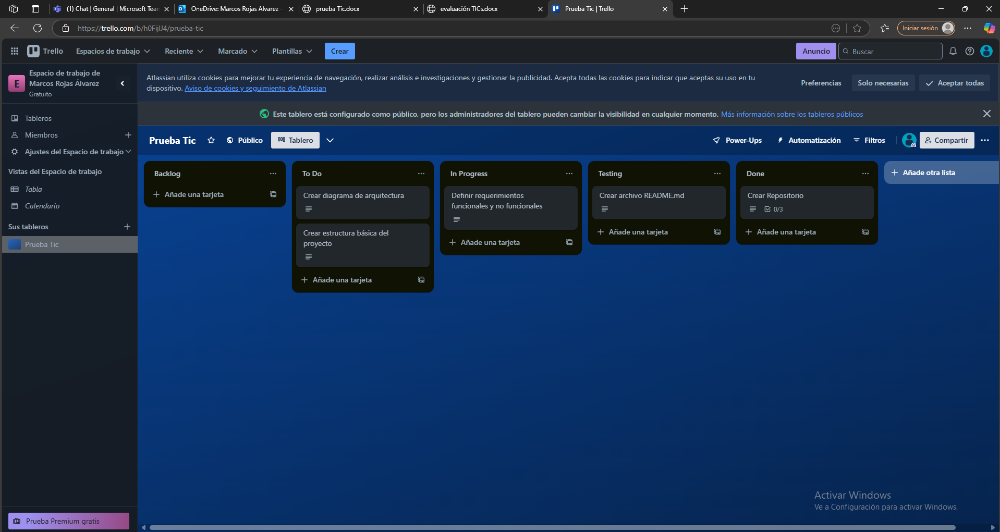 (1) Chat | General | Microsoft Team
OneDrive: Marcos Rojas Alvarez -
prueba Tic.docx
evaluación TICs.docx
Prueba Tic | Trello
https://trello.com/b/h0FijlJ4/prueba-tic
Iniciar sesión
Trello
Espacios de trabajo
Reciente
Marcado
Plantillas
Crear
Anuncio
Buscar
E
Espacio de trabajo de
Marcos Rojas Álvarez
Gratuito
Atlassian utiliza cookies para mejorar tu experiencia de navegación, realizar análisis e investigaciones y gestionar la publicidad. Acepta todas las cookies para indicar que aceptas su uso en tu
dispositivo. Aviso de cookies y seguimiento de Atlassian
Preferencias
Solo necesarias
Aceptar todas
Este tablero está configurado como público, pero los administradores del tablero pueden cambiar la visibilidad en cualquier momento. Más información sobre los tableros públicos
Tableros
Miembros
Ajustes del Espacio de trabajo
Vistas del Espacio de trabajo
Tabla
Calendario
Sus tableros
Prueba Tic
Prueba Premium gratis
Prueba Tic
Público
Tablero
Power-Ups
Automatización
Filtros
Compartir
Backlog
Añade una tarjeta
To Do
Crear diagrama de arquitectura
Crear estructura básica del
proyecto
Añade una tarjeta
In Progress
Definir requerimientos
funcionales y no funcionales
Añade una tarjeta
Testing
Crear archivo README.md
Añade una tarjeta
Done
Crear Repositorio
0/3
Añade una tarjeta
Añade otra lista
Activar Windows
Ve a Configuración para activar Windows.